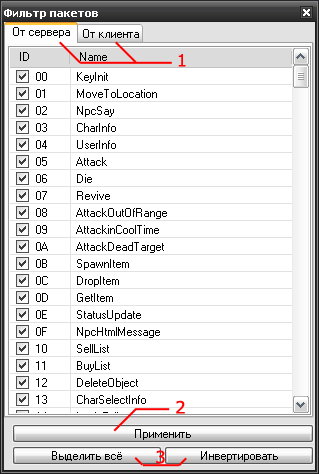 Фильтр пакетов
От сервера От клиента
1
ID Name
00 KeyInit
01 MoveToLocation
02 NpcSay
03 CharInfo
04 UserInfo
05 Attack
06 Die
07 Revive
08 AttackOutOfRange
09 AttackinCoolTime
0A AttackDeadTarget
0B SpawnItem
0C DropItem
0D GetItem
0E StatusUpdate
0F NpcHtmlMessage
10 SellList
11 BuyList
12 DeleteObject
13 CharSelectInfo
2
Применить
Выделить всё 3 Инвертировать